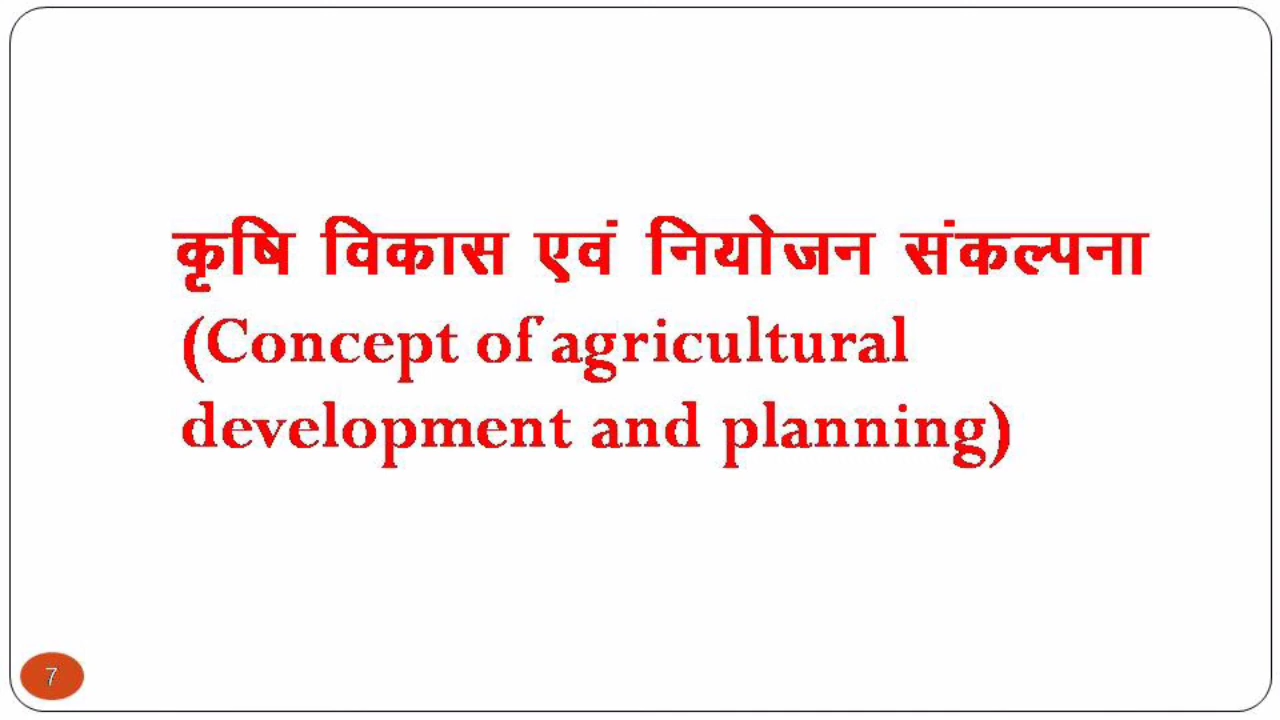 कृषि विकास एवं नियोजन संकल्पना
(Concept of agricultural
development and planning)
7